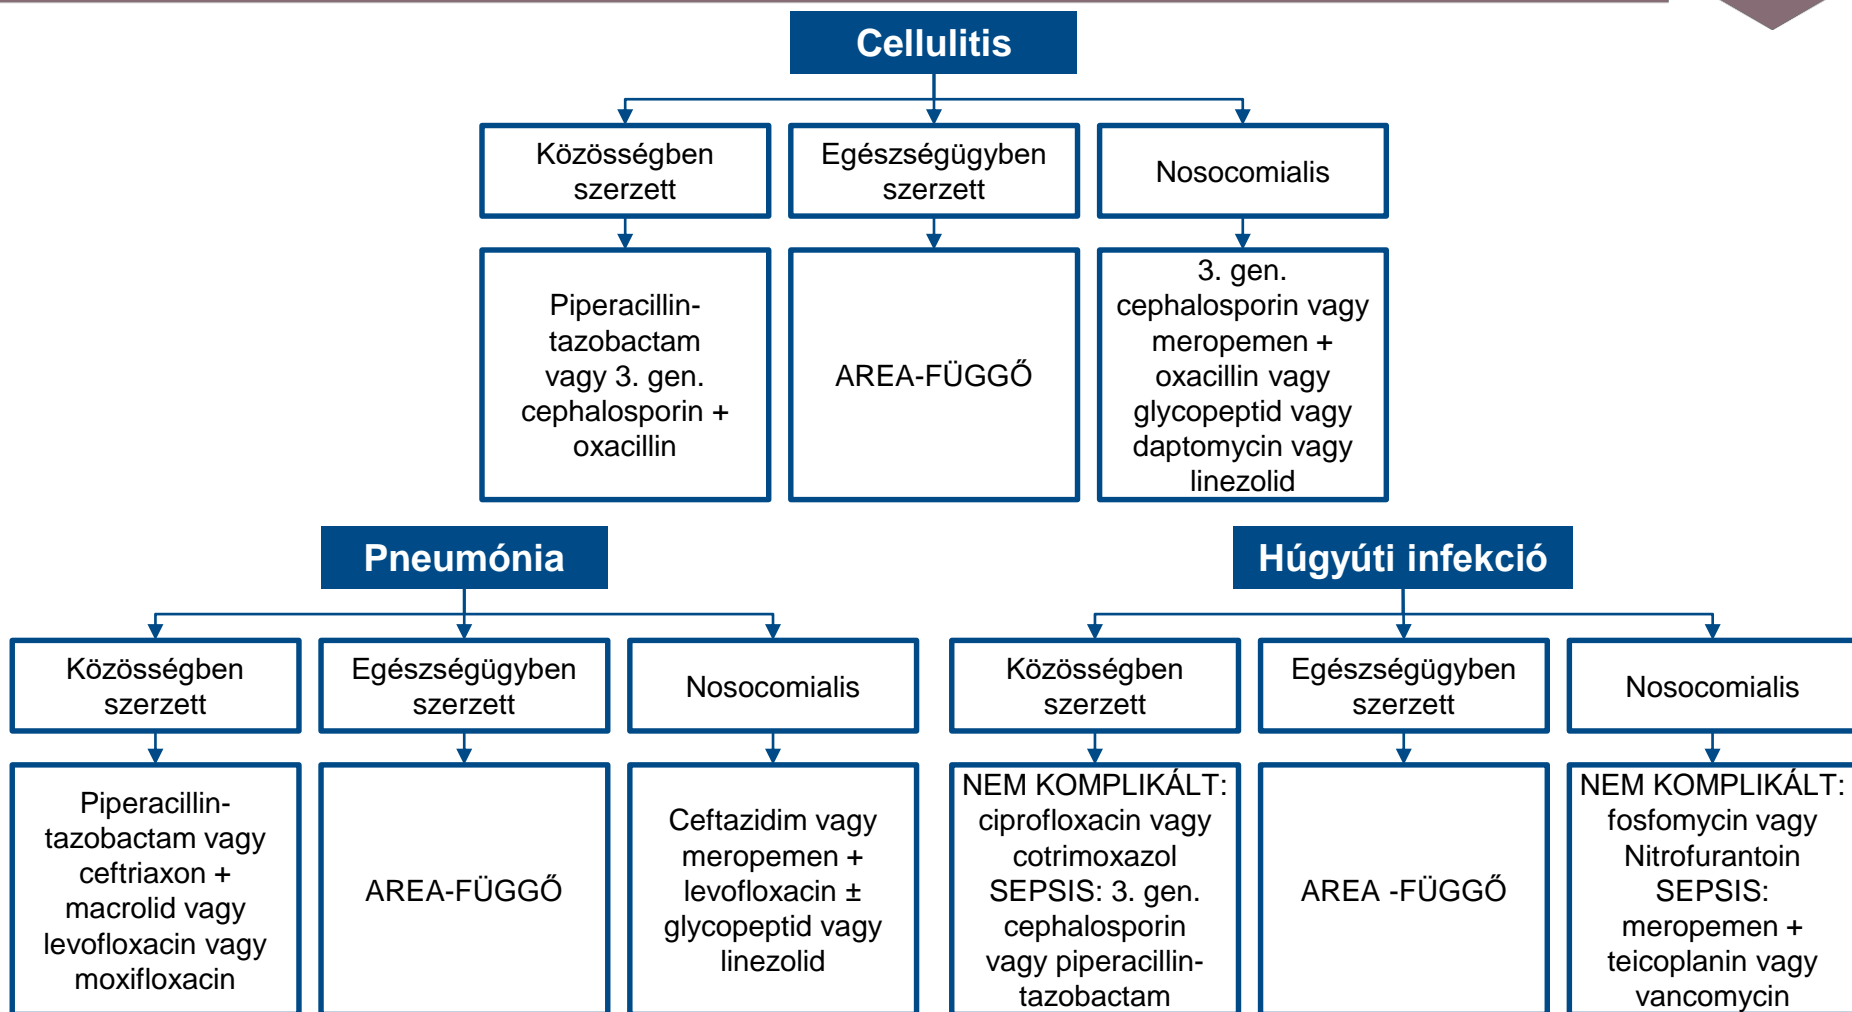 Cellulitis
Közösségben
szerzett
Egészségügyben
szerzett
Nosocomialis
Piperacillin-
tazobactam
vagy 3. gen.
cephalosporin +
oxacillin
AREA-FÜGGŐ
3. gen.
cephalosporin vagy
meropemen +
oxacillin vagy
glycopeptid vagy
daptomycin vagy
linezolid
Pneumónia
Közösségben
szerzett
Egészségügyben
szerzett
Nosocomialis
Piperacillin-
tazobactam vagy
ceftriaxon +
macrolid vagy
levofloxacin vagy
moxifloxacin
AREA-FÜGGŐ
Ceftazidim vagy
meropemen +
levofloxacin ±
glycopeptid vagy
linezolid
Húgyúti infekció
Közösségben
szerzett
Egészségügyben
szerzett
Nosocomialis
NEM KOMPLIKÁLT:
ciprofloxacin vagy
cotrimoxazol
SEPSIS: 3. gen.
cephalosporin
vagy piperacillin-
tazobactam
AREA -FÜGGŐ
NEM KOMPLIKÁLT:
fosfomycin vagy
Nitrofurantoin
SEPSIS:
meropemen +
teicoplanin vagy
vancomycin